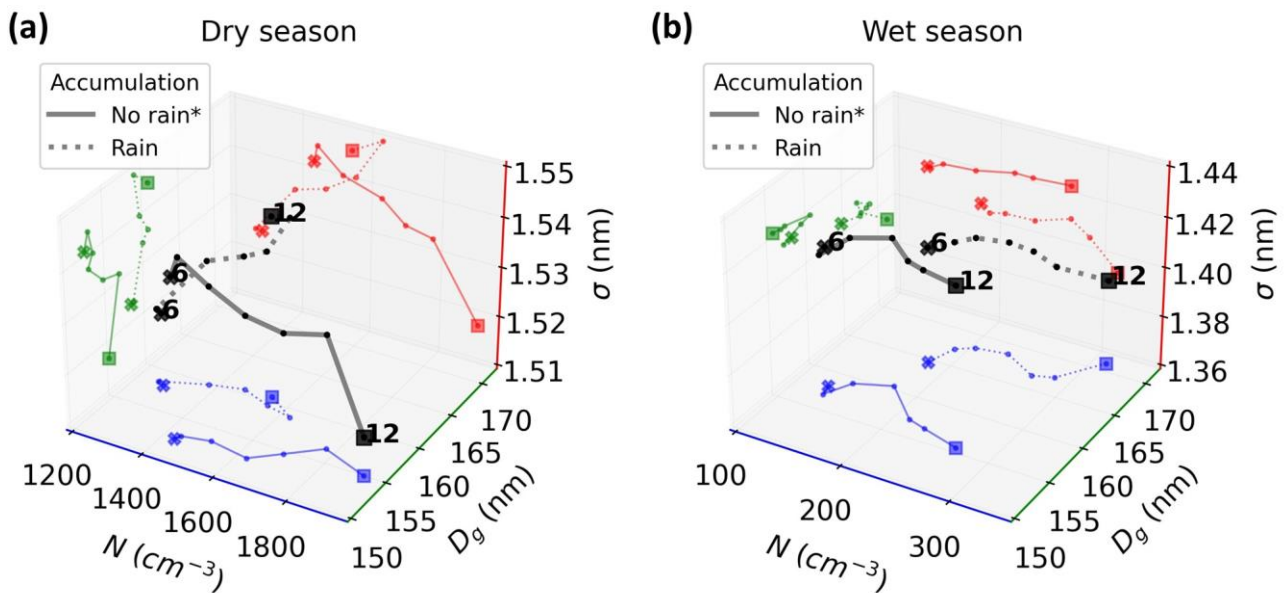 (a) Dry season
Accumulation
No rain*
Rain
6
6
12
12
1.55
1.54
1.53
1.52
1.51
σ (nm)
170
165
160
155
150
D_g (nm)
1200
1400
1600
1800
N (cm⁻³)
(b) Wet season
Accumulation
No rain*
Rain
6
6
12
12
1.44
1.42
1.40
1.38
1.36
σ (nm)
170
165
160
155
150
D_g (nm)
100
200
300
N (cm⁻³)